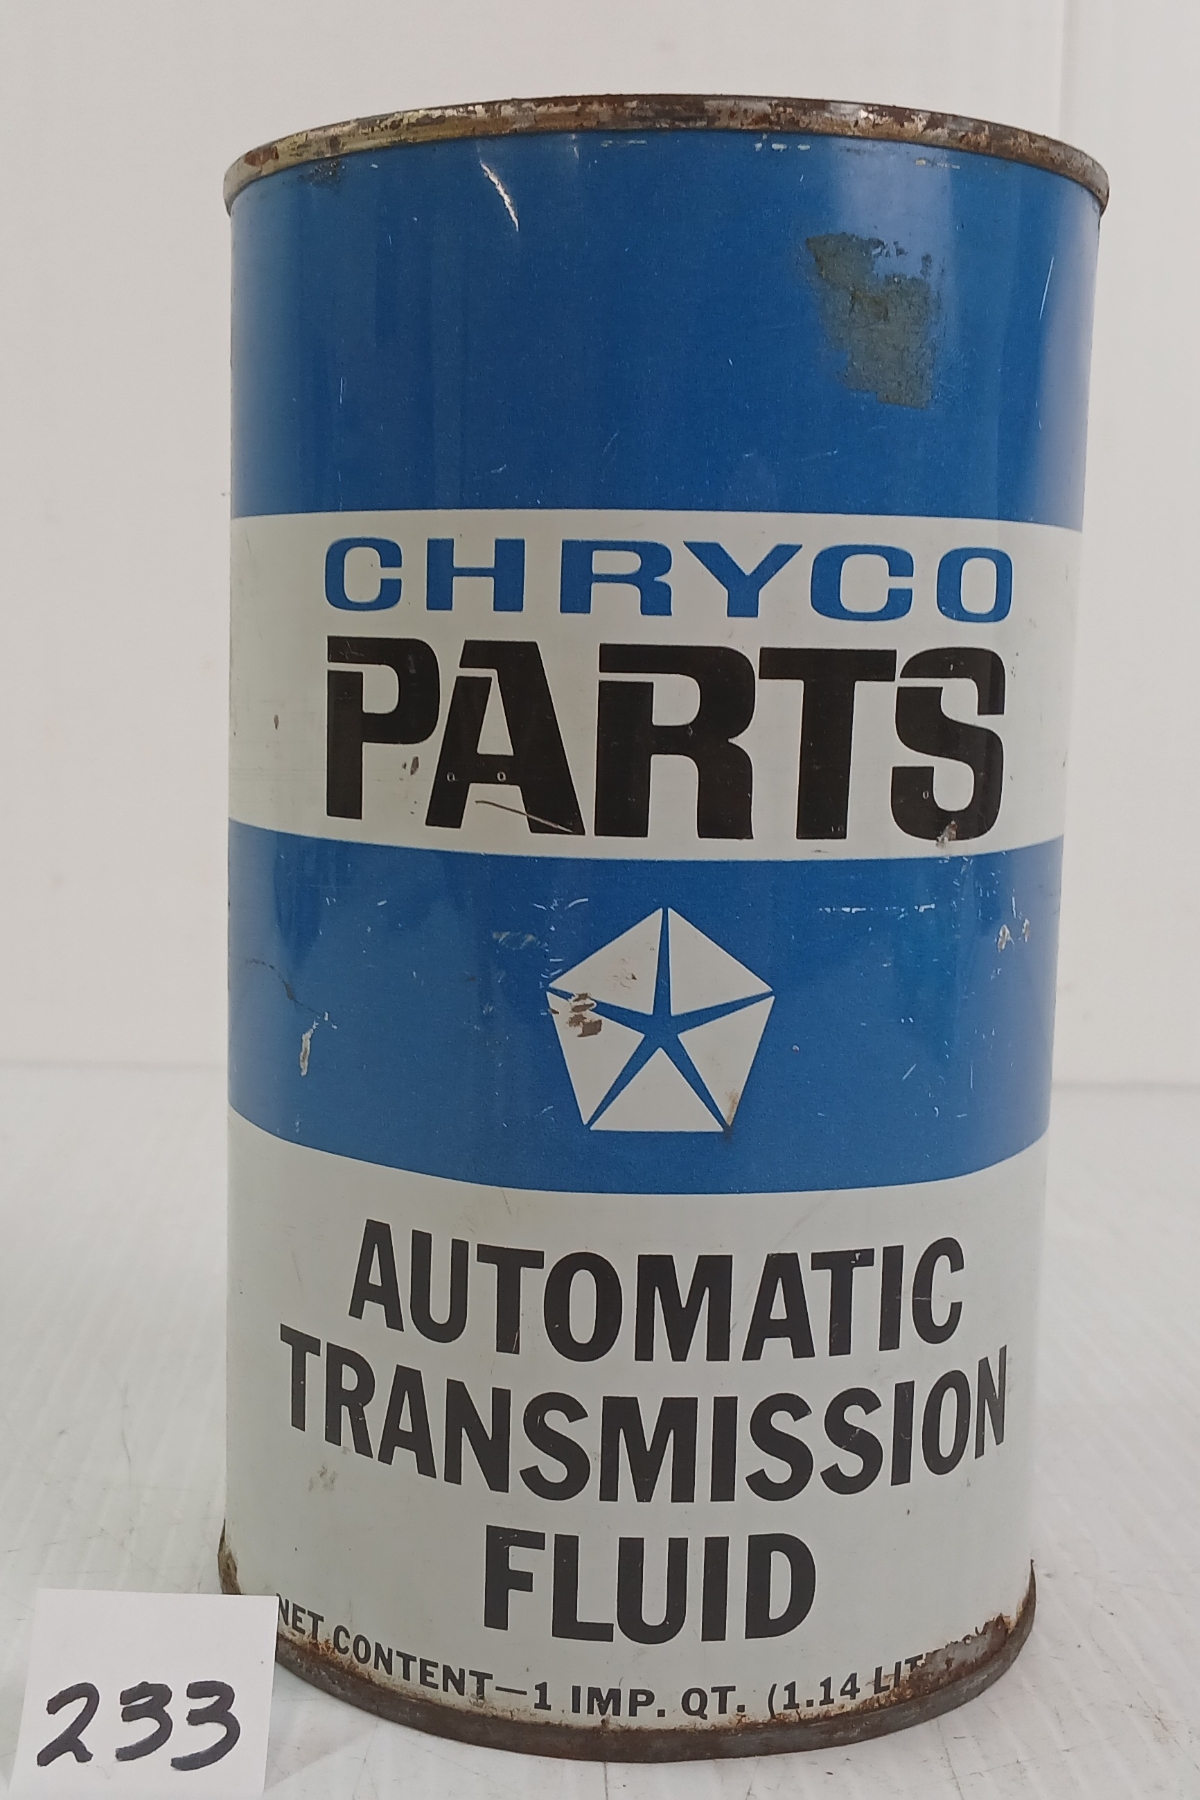 CHRYCO
PARTS
AUTOMATIC
TRANSMISSION
FLUID
NET CONTENT—1 IMP. QT. (1.14
233